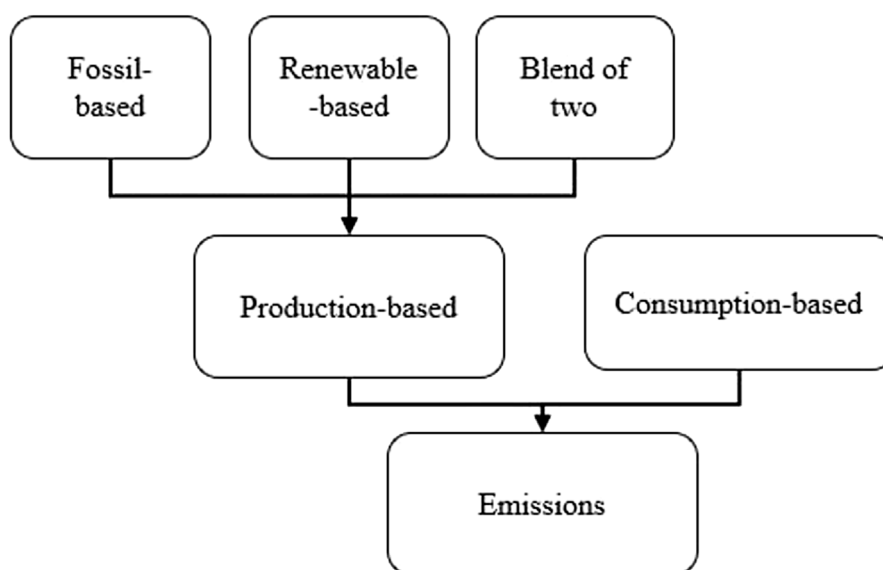 Fossil-
based
Renewable
-based
Blend of
two
Production-based
Consumption-based
Emissions